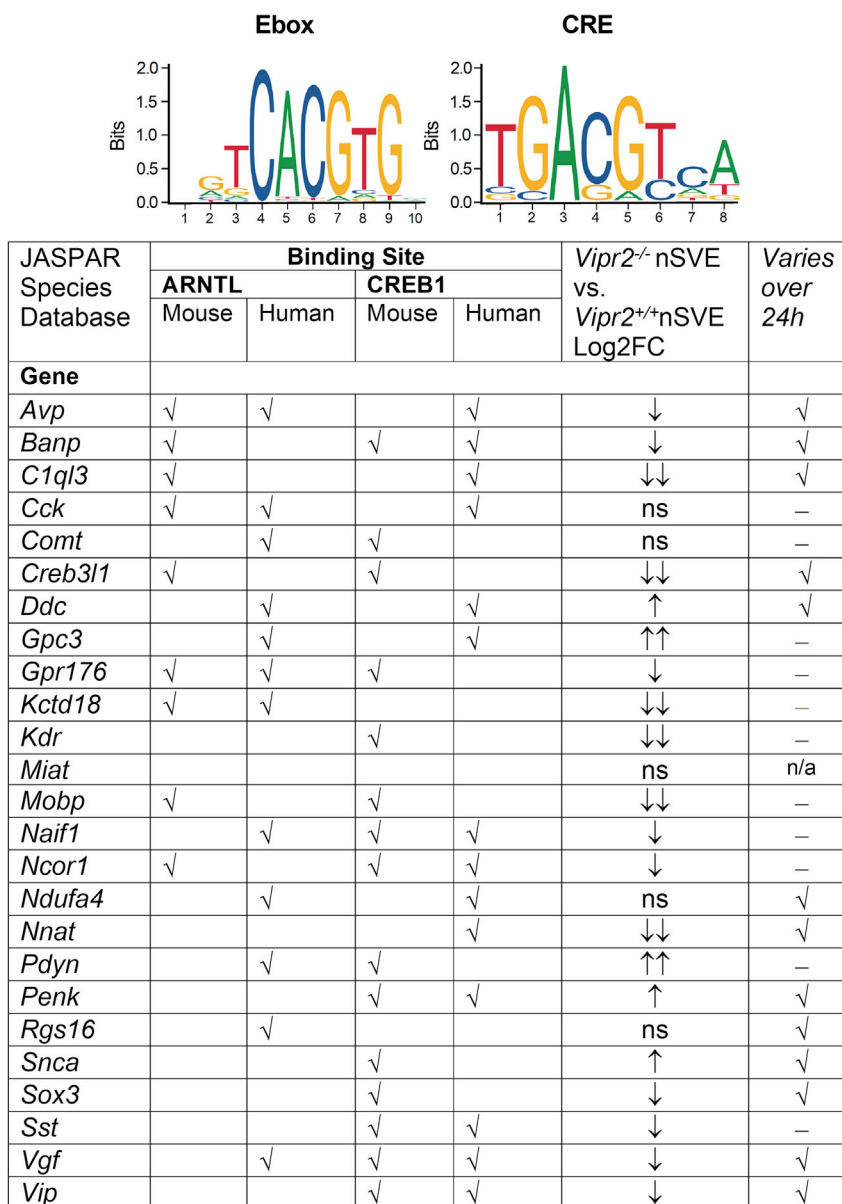 Ebox CRE
Bits 2.0 1.5 1.0 0.5 0.0
1 2 3 4 5 6 7 8 9 10
Bits 2.0 1.5 1.0 0.5 0.0
1 2 3 4 5 6 7 8
JASPAR Species Database
Binding Site
ARNTL CREB1
Mouse Human Mouse Human
Vipr2-/- nSVE
vs.
Vipr2+/+nSVE
Log2FC
Varies
over
24h
Gene
Avp √ √ √ ↓ √
Banp √ √ √ ↓ √
C1ql3 √ √ ↓↓ √
Cck √ √ √ ns –
Comt √ √ ns –
Creb3l1 √ √ ↓↓ √
Ddc √ √ ↑ √
Gpc3 √ √ ↑↑ –
Gpr176 √ √ √ ↓ –
Kctd18 √ √ ↓↓ –
Kdr √ ↓↓ –
Miat ns n/a
Mobp √ √ ↓↓ –
Naif1 √ √ √ ↓ –
Ncor1 √ √ √ ↓ –
Ndufa4 √ √ ns √
Nnat √ ↓↓ √
Pdyn √ √ ↑↑ –
Penk √ √ ↑ √
Rgs16 √ ns √
Snca √ ↑ √
Sox3 √ ↓ √
Sst √ √ ↓ –
Vgf √ √ √ ↓ √
Vip √ √ ↓ √